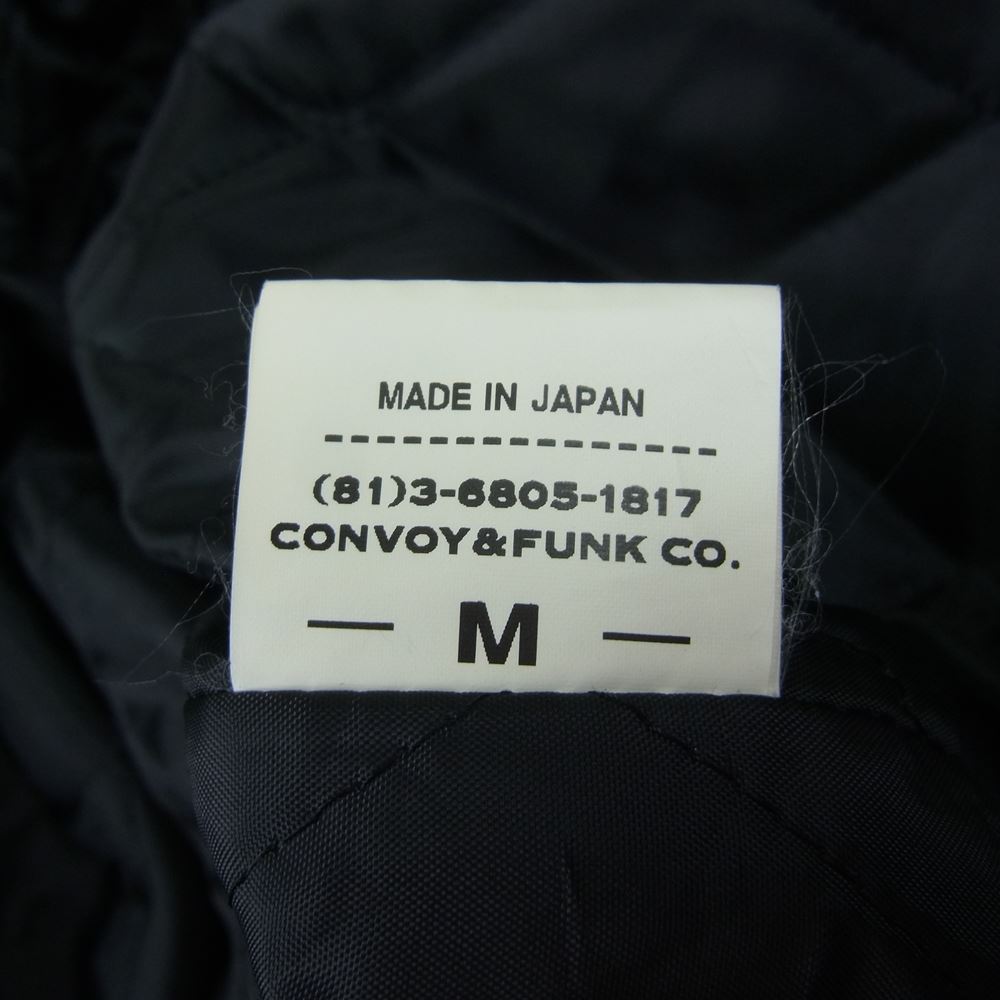 MADE IN JAPAN
----------------
(81)3-6805-1817
CONVOY&FUNK CO.
— M —